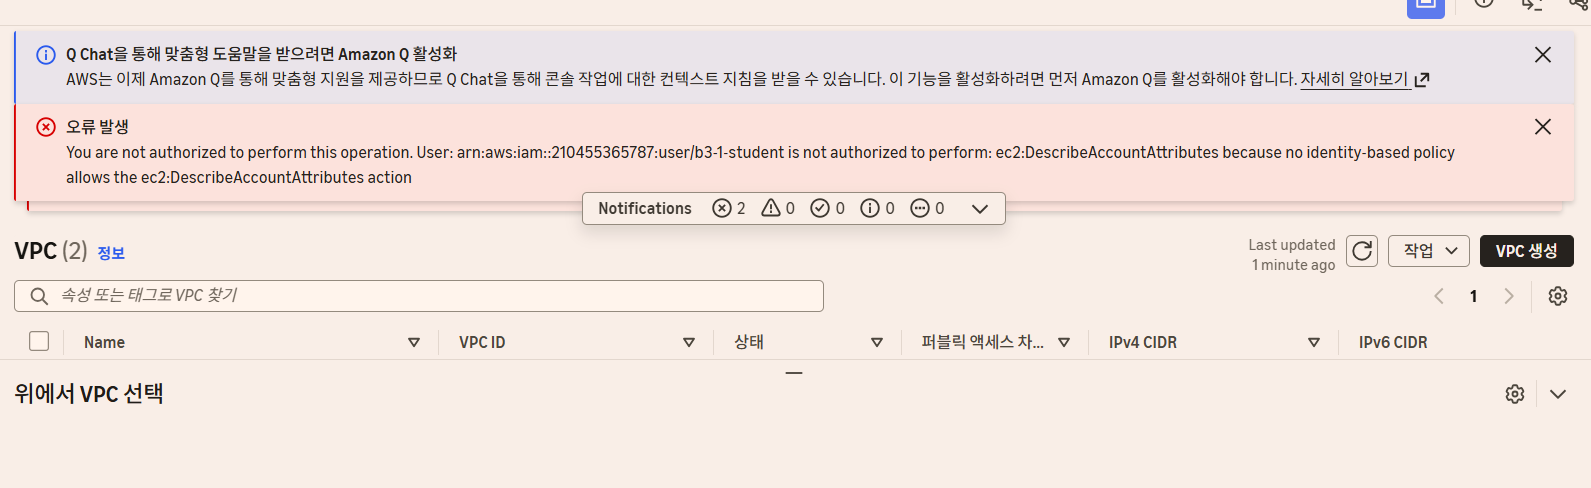 Q Chat을 통해 맞춤형 도움말을 받으려면 Amazon Q 활성화
AWS는 이제 Amazon Q를 통해 맞춤형 지원을 제공하므로 Q Chat을 통해 콘솔 작업에 대한 컨텍스트 지침을 받을 수 있습니다. 이 기능을 활성화하려면 먼저 Amazon Q를 활성화해야 합니다. 자세히 알아보기
오류 발생
You are not authorized to perform this operation. User: arn:aws:iam::210455365787:user/b3-1-student is not authorized to perform: ec2:DescribeAccountAttributes because no identity-based policy
allows the ec2:DescribeAccountAttributes action
Notifications 2 0 0 0 0
VPC (2) 정보
Last updated
1 minute ago
작업
VPC 생성
속성 또는 태그로 VPC 찾기
1
Name VPC ID 상태 퍼블릭 액세스 차... IPv4 CIDR IPv6 CIDR
위에서 VPC 선택